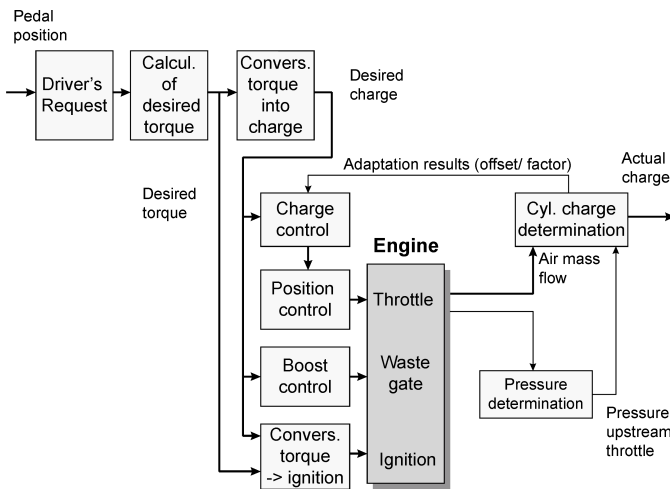 Pedal
position
Driver's
Request
Calcul.
of
desired
torque
Convers.
torque
into
charge
Desired
charge
Desired
torque
Adaptation results (offset/ factor)
Actual
charge
Charge
control
Cyl. charge
determination
Engine
Air mass
flow
Position
control
Throttle
Boost
control
Waste
gate
Pressure
determination
Pressure
upstream
throttle
Convers.
torque
-> ignition
Ignition